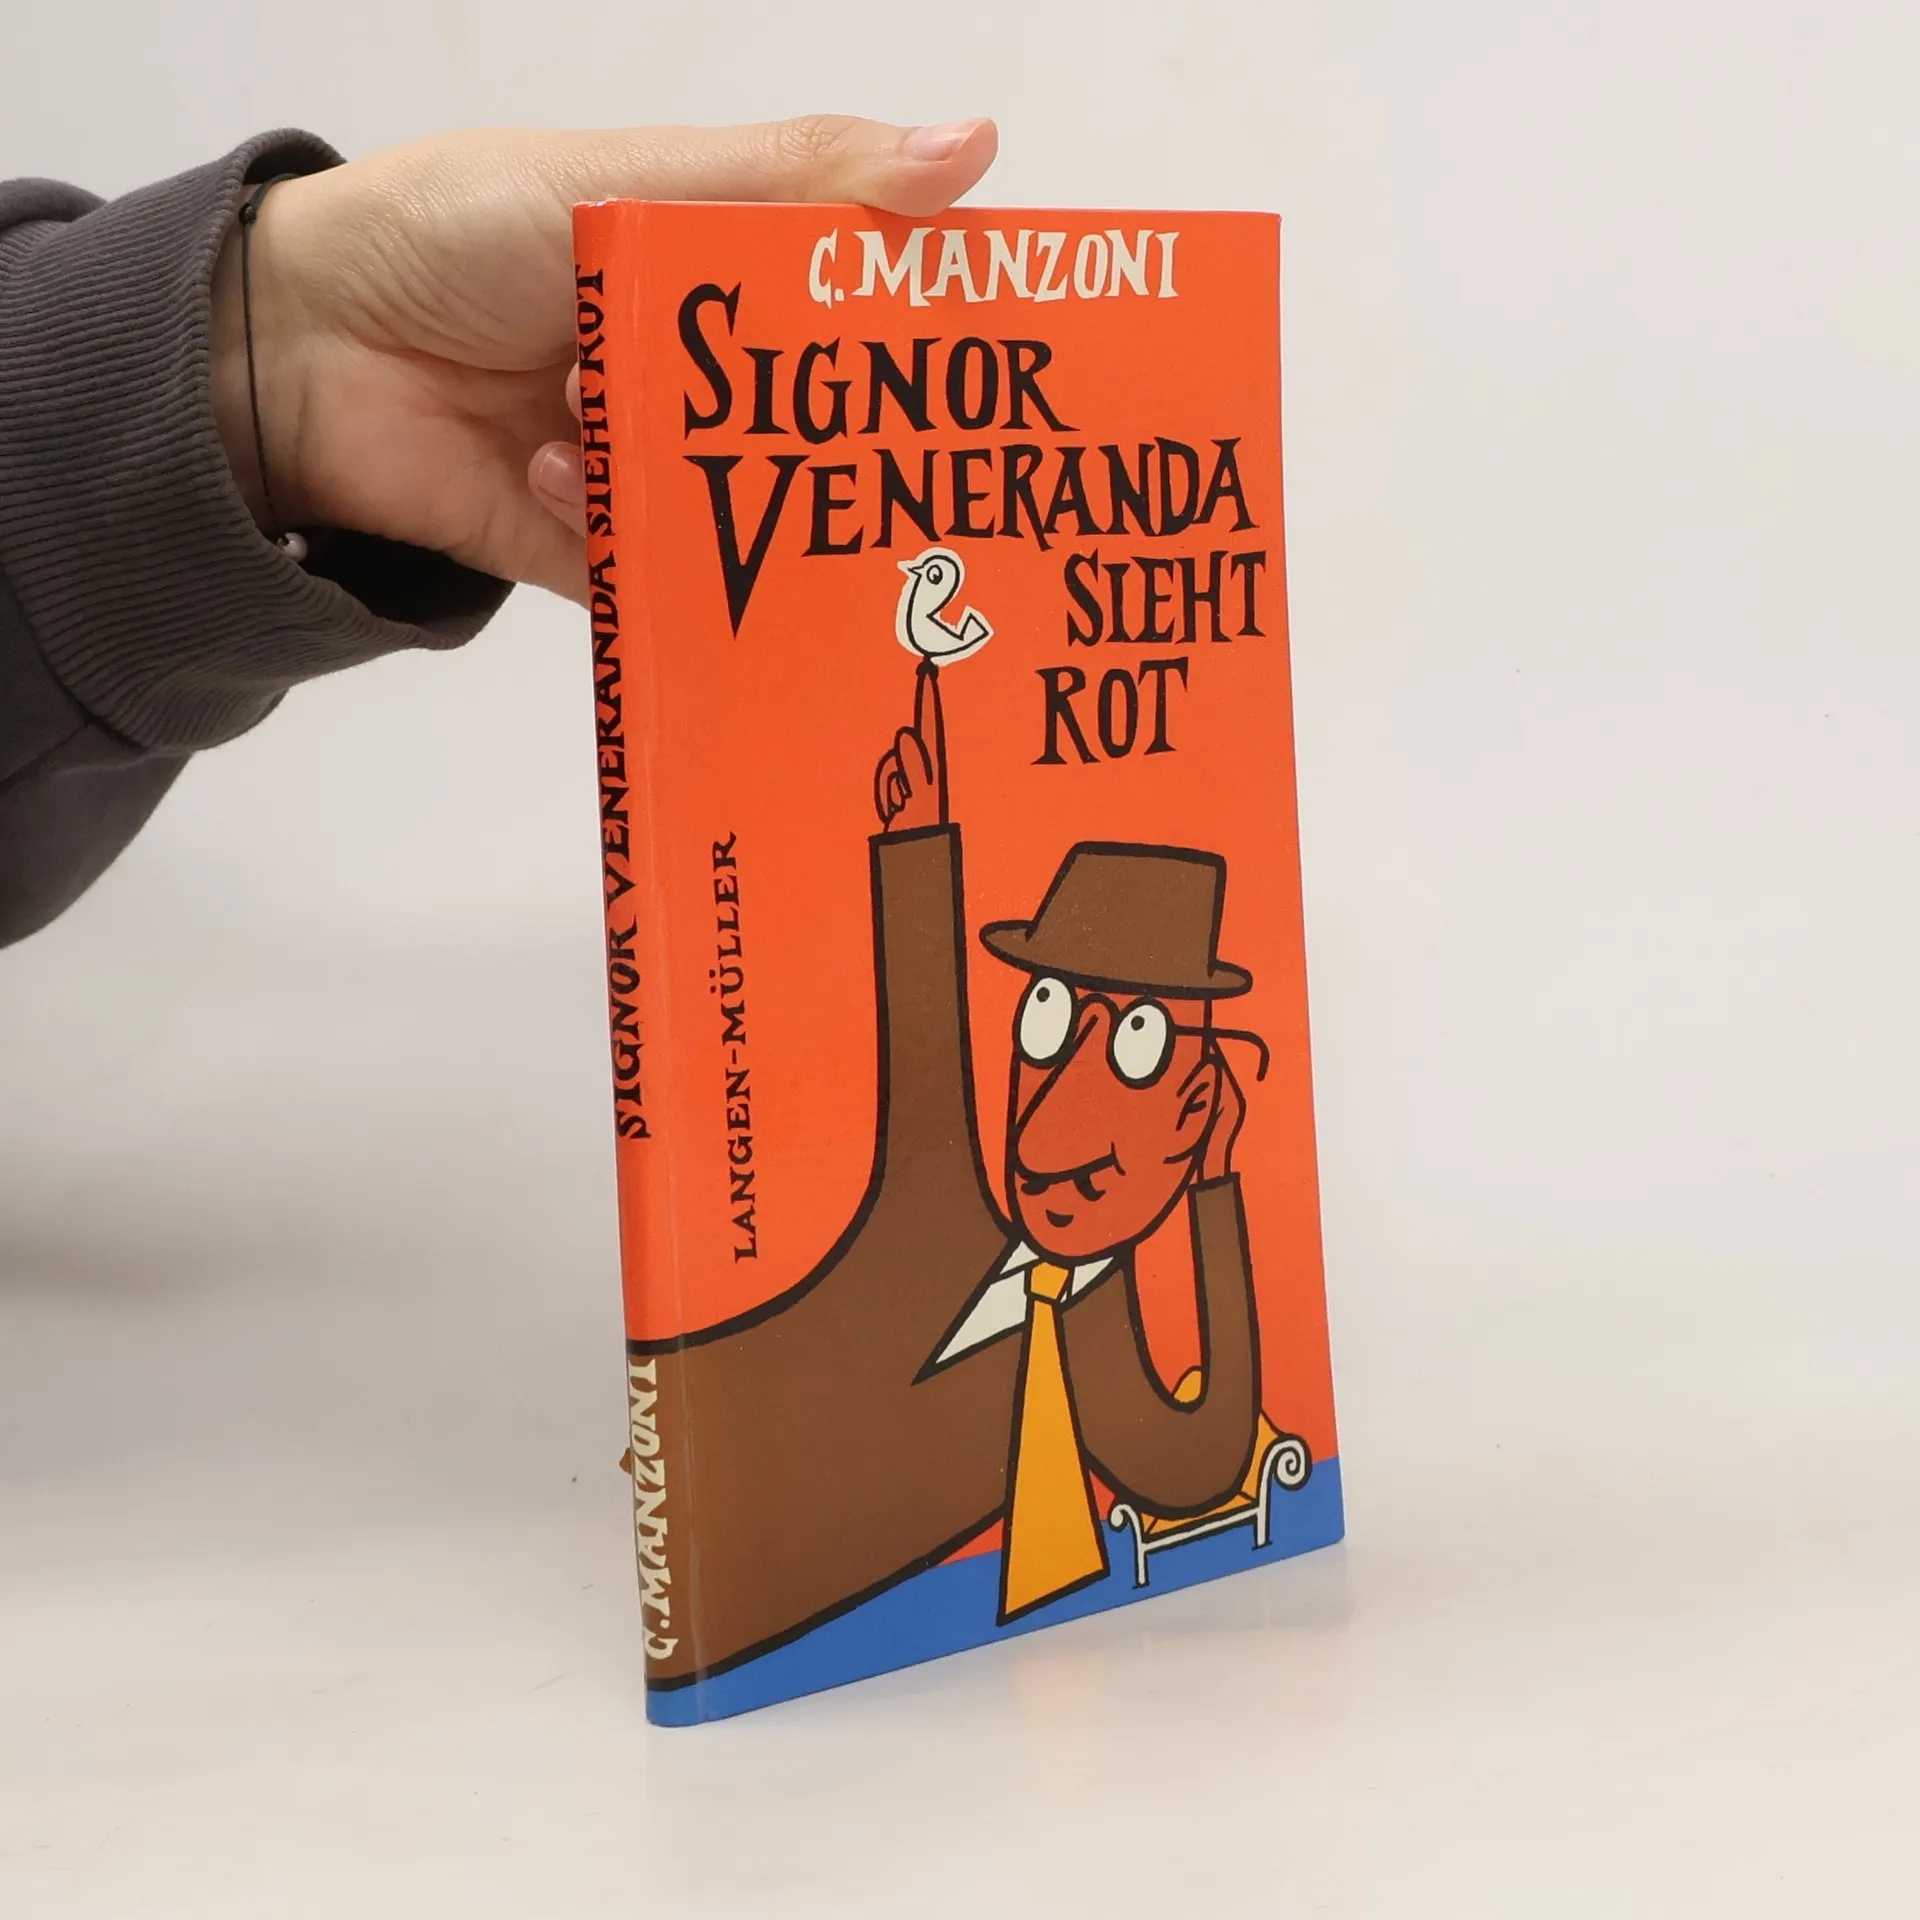 C. MANZONI
SIGNOR
VENERANDA
SIEHT
ROT
LANGEN-MÜLLER
SIGNOR VENERANDA SIEHT ROT
C. MANZONI